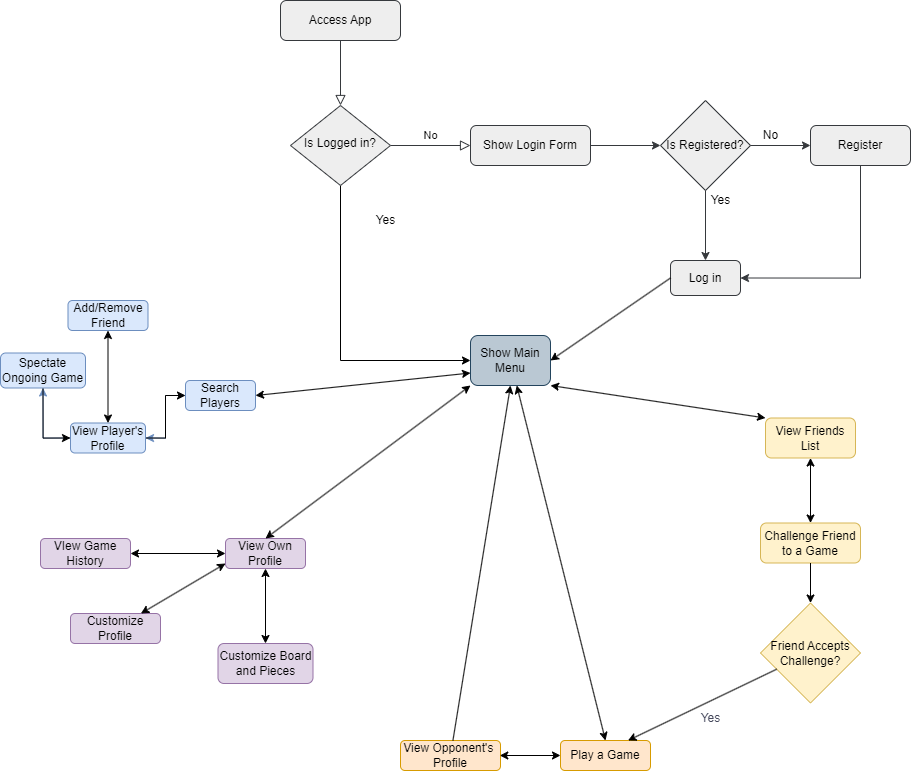 Access App
Is Logged in?
No
Show Login Form
Is Registered?
No
Register
Yes
Yes
Log in
Add/Remove
Friend
Show Main
Menu
Spectate
Ongoing Game
Search
Players
View Player's
Profile
View Friends
List
VIew Game
History
View Own
Profile
Challenge Friend
to a Game
Customize
Profile
Customize Board
and Pieces
Friend Accepts
Challenge?
Yes
View Opponent's
Profile
Play a Game